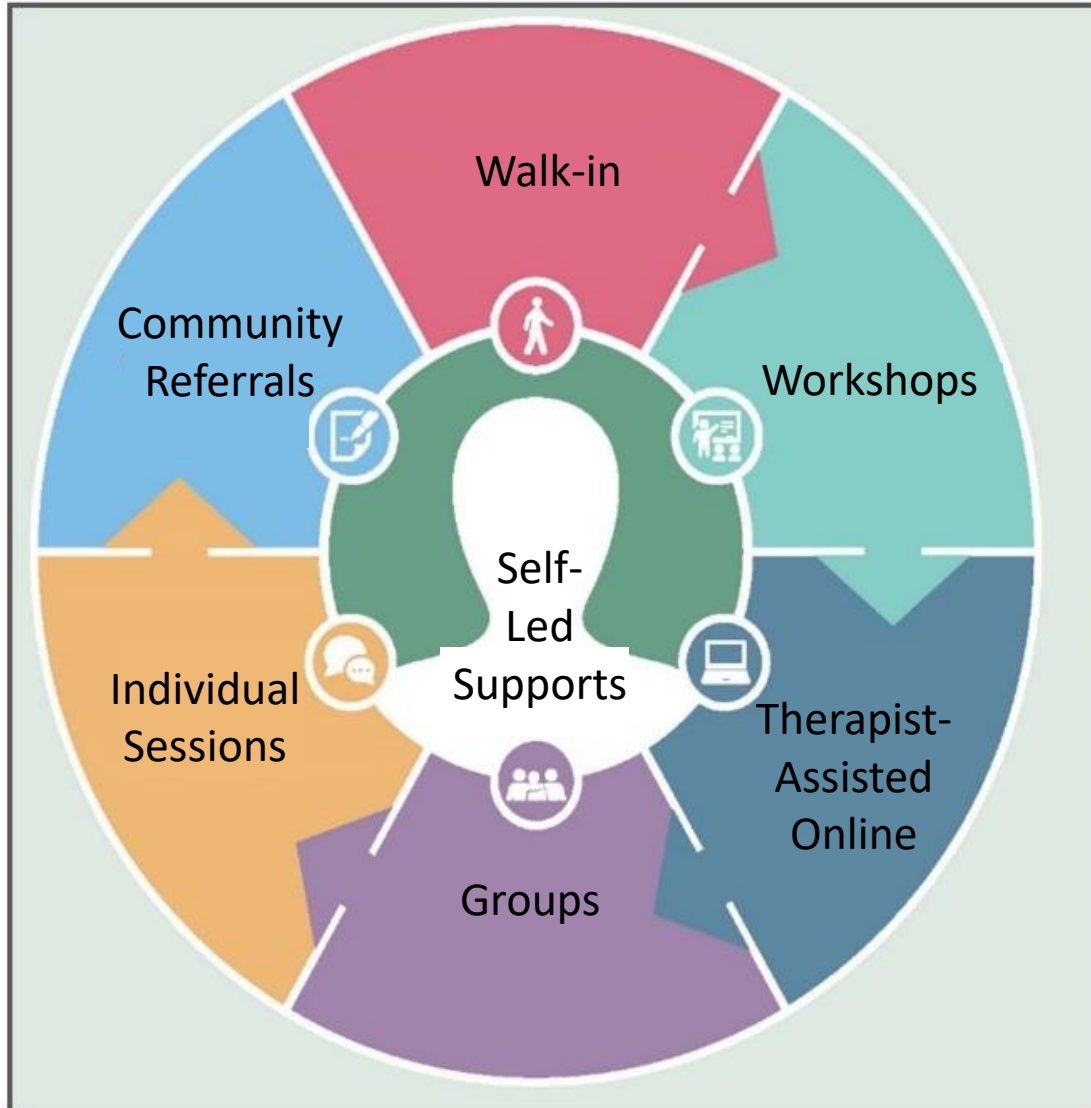 Walk-in
Workshops
Therapist-
Assisted
Online
Groups
Individual
Sessions
Community
Referrals
Self-
Led
Supports